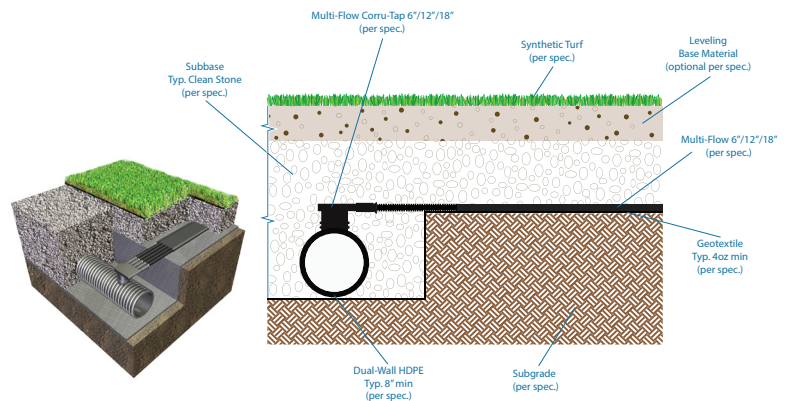 Multi-Flow Corru-Tap 6"/12"/18"
(per spec.)
Synthetic Turf
(per spec.)
Leveling
Base Material
(optional per spec.)
Subbase
Typ. Clean Stone
(per spec.)
Multi-Flow 6"/12"/18"
(per spec.)
Geotextile
Typ. 4oz min
(per spec.)
Dual-Wall HDPE
Typ. 8" min
(per spec.)
Subgrade
(per spec.)